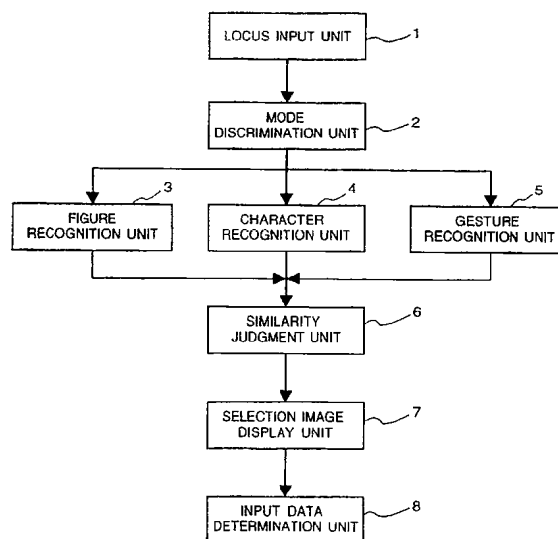 LOCUS INPUT UNIT
1
MODE
DISCRIMINATION UNIT
2
3
FIGURE
RECOGNITION UNIT
4
CHARACTER
RECOGNITION UNIT
5
GESTURE
RECOGNITION UNIT
SIMILARITY
JUDGMENT UNIT
6
SELECTION IMAGE
DISPLAY UNIT
7
INPUT DATA
DETERMINATION UNIT
8